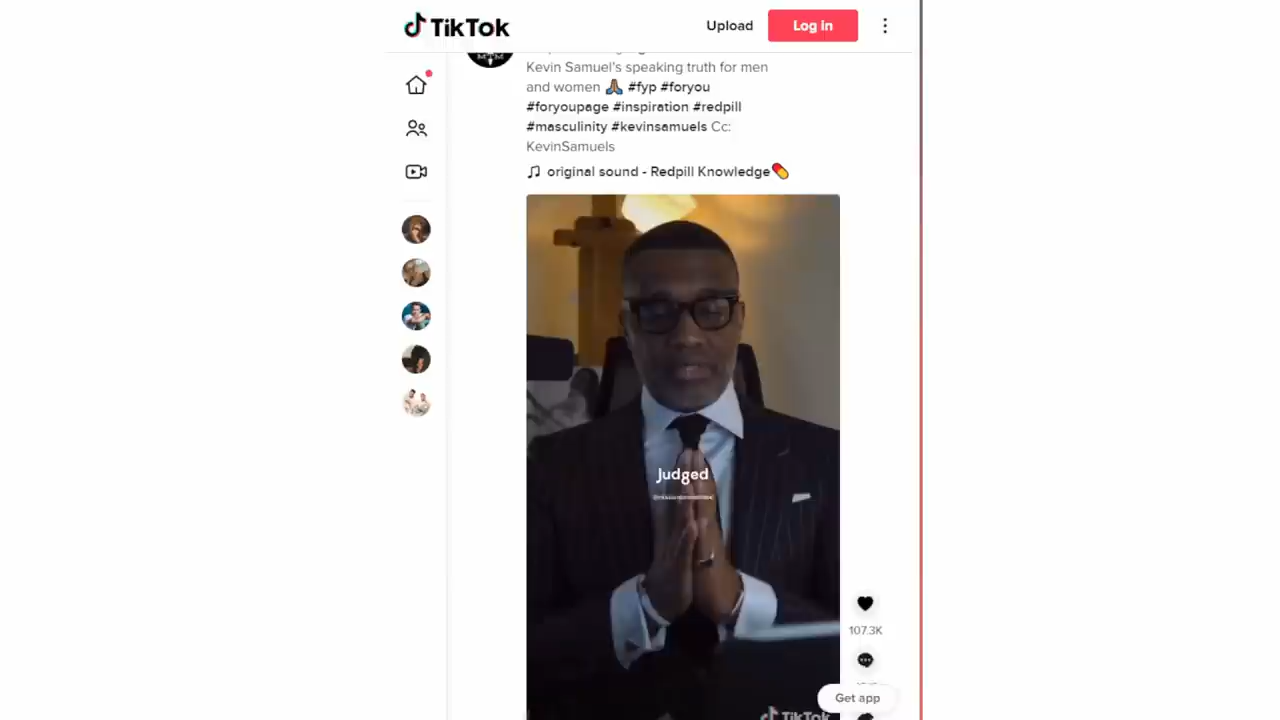 TikTok
Upload
Log in
MTM
Kevin Samuel's speaking truth for men
and women 🙏🏽 #fyp #foryou
#foryoupage #inspiration #redpill
#masculinity #kevinsamuels Cc:
KevinSamuels
original sound - Redpill Knowledge💊
Judged
107.3K
Get app
TikTok